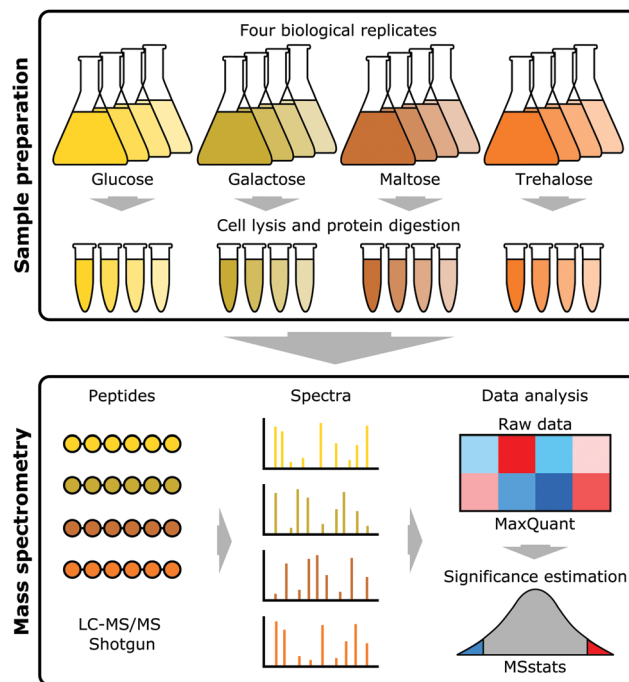 Sample preparation
Four biological replicates
Glucose
Galactose
Maltose
Trehalose
Cell lysis and protein digestion
Mass spectrometry
Peptides
Spectra
Data analysis
Raw data
MaxQuant
Significance estimation
MSstats
LC-MS/MS
Shotgun